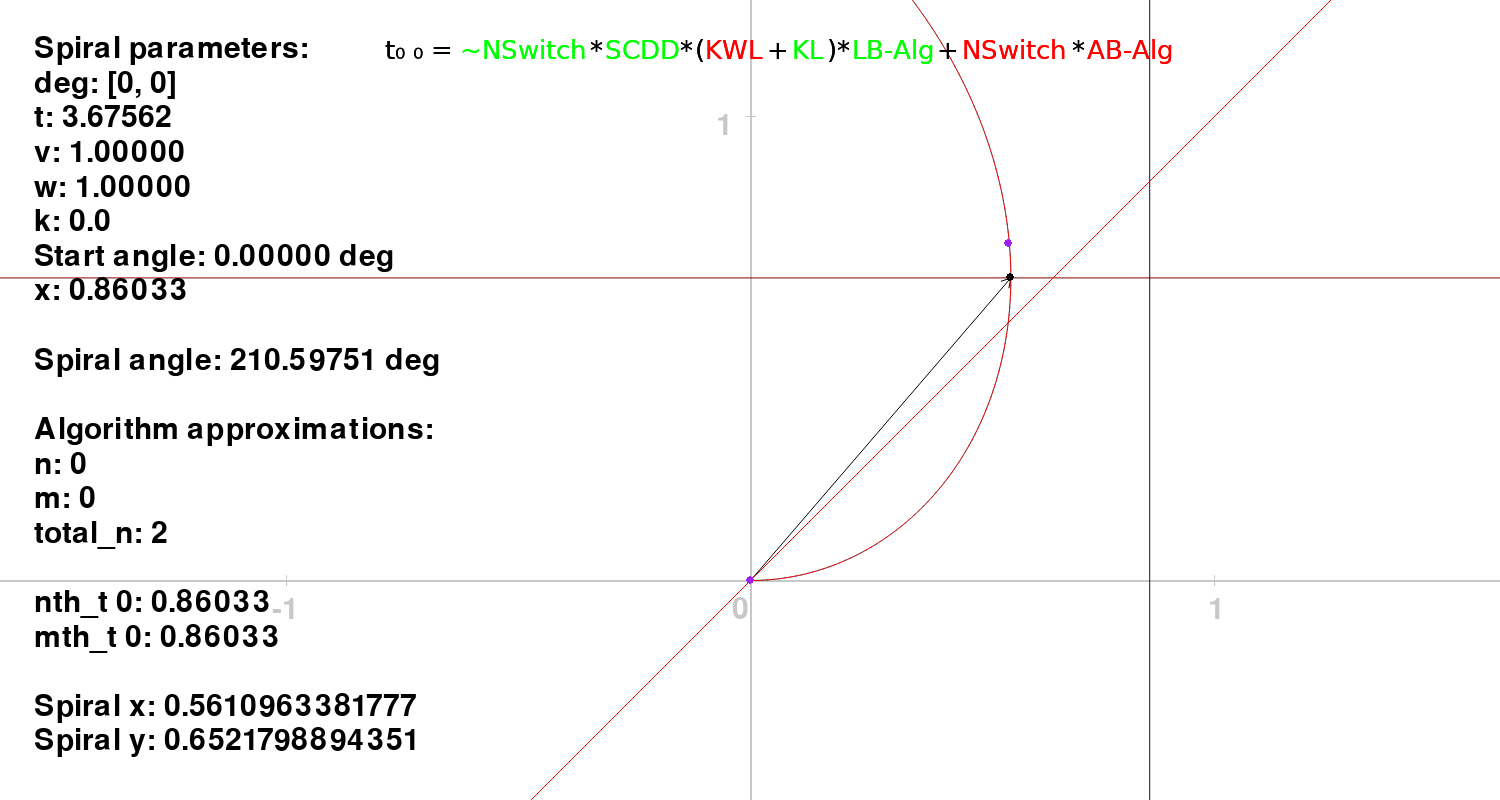 Spiral parameters:
t₀ ₀ = ~NSwitch*SCDD*(KWL+KL)*LB-Alg+NSwitch*AB-Alg
deg: [0, 0]
t: 3.67562
v: 1.00000
w: 1.00000
k: 0.0
Start angle: 0.00000 deg
x: 0.86033
Spiral angle: 210.59751 deg
Algorithm approximations:
n: 0
m: 0
total_n: 2
nth_t 0: 0.86033
mth_t 0: 0.86033
Spiral x: 0.5610963381777
Spiral y: 0.6521798894351
1
-1
0
1